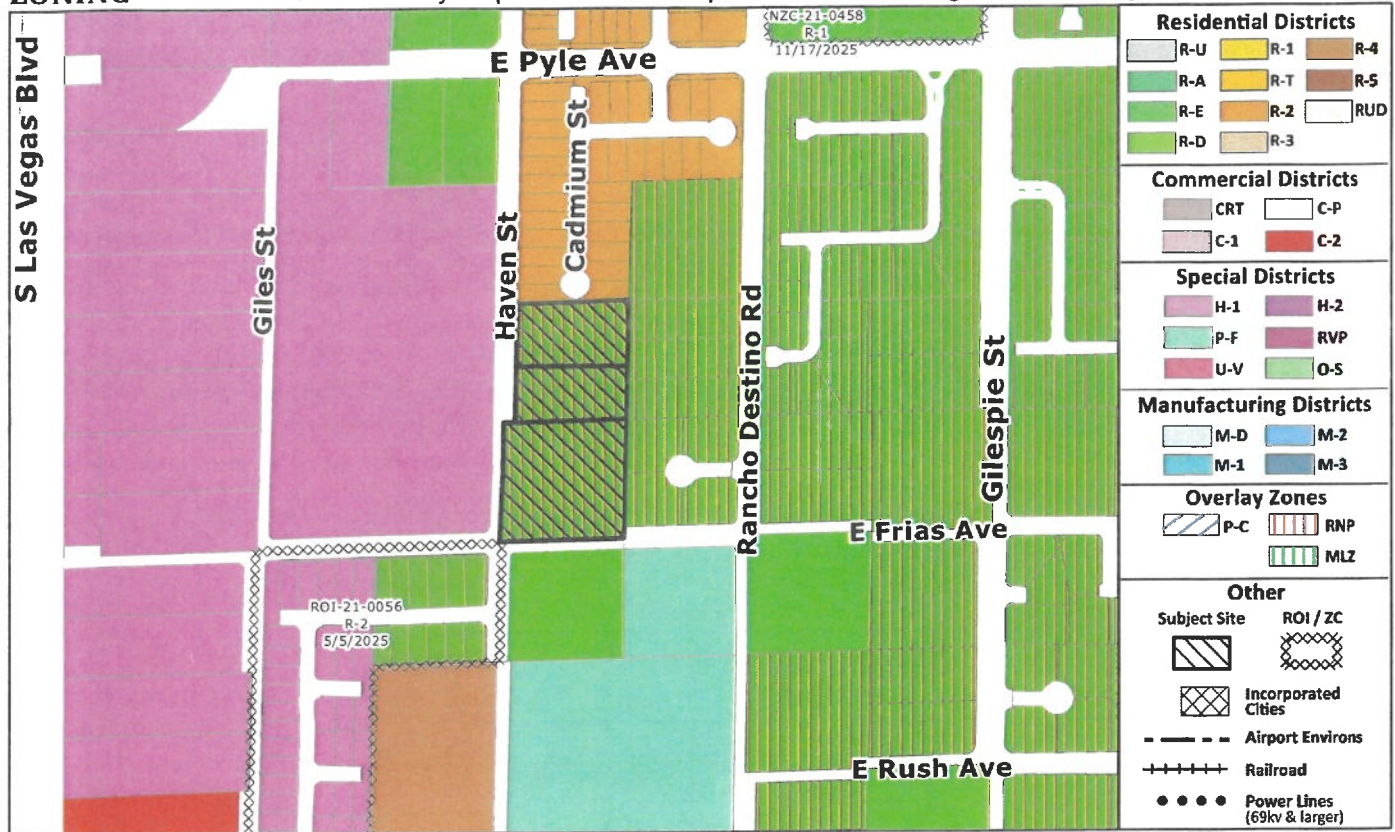 ZONING
NZC-21-0458
R-1
11/17/2025
E Pyle Ave
S Las Vegas Blvd
Giles St
Haven St
Cadmium St
Rancho Destino Rd
Gilespie St
E Frias Ave
ROI-21-0056
R-2
5/5/2025
E Rush Ave
Residential Districts
R-U R-1 R-4
R-A R-T R-5
R-E R-2 RUD
R-D R-3
Commercial Districts
CRT C-P
C-1 C-2
Special Districts
H-1 H-2
P-F RVP
U-V O-S
Manufacturing Districts
M-D M-2
M-1 M-3
Overlay Zones
P-C RNP
MLZ
Other
Subject Site ROI / ZC
Incorporated
Cities
Airport Environs
Railroad
Power Lines
(69kv & larger)